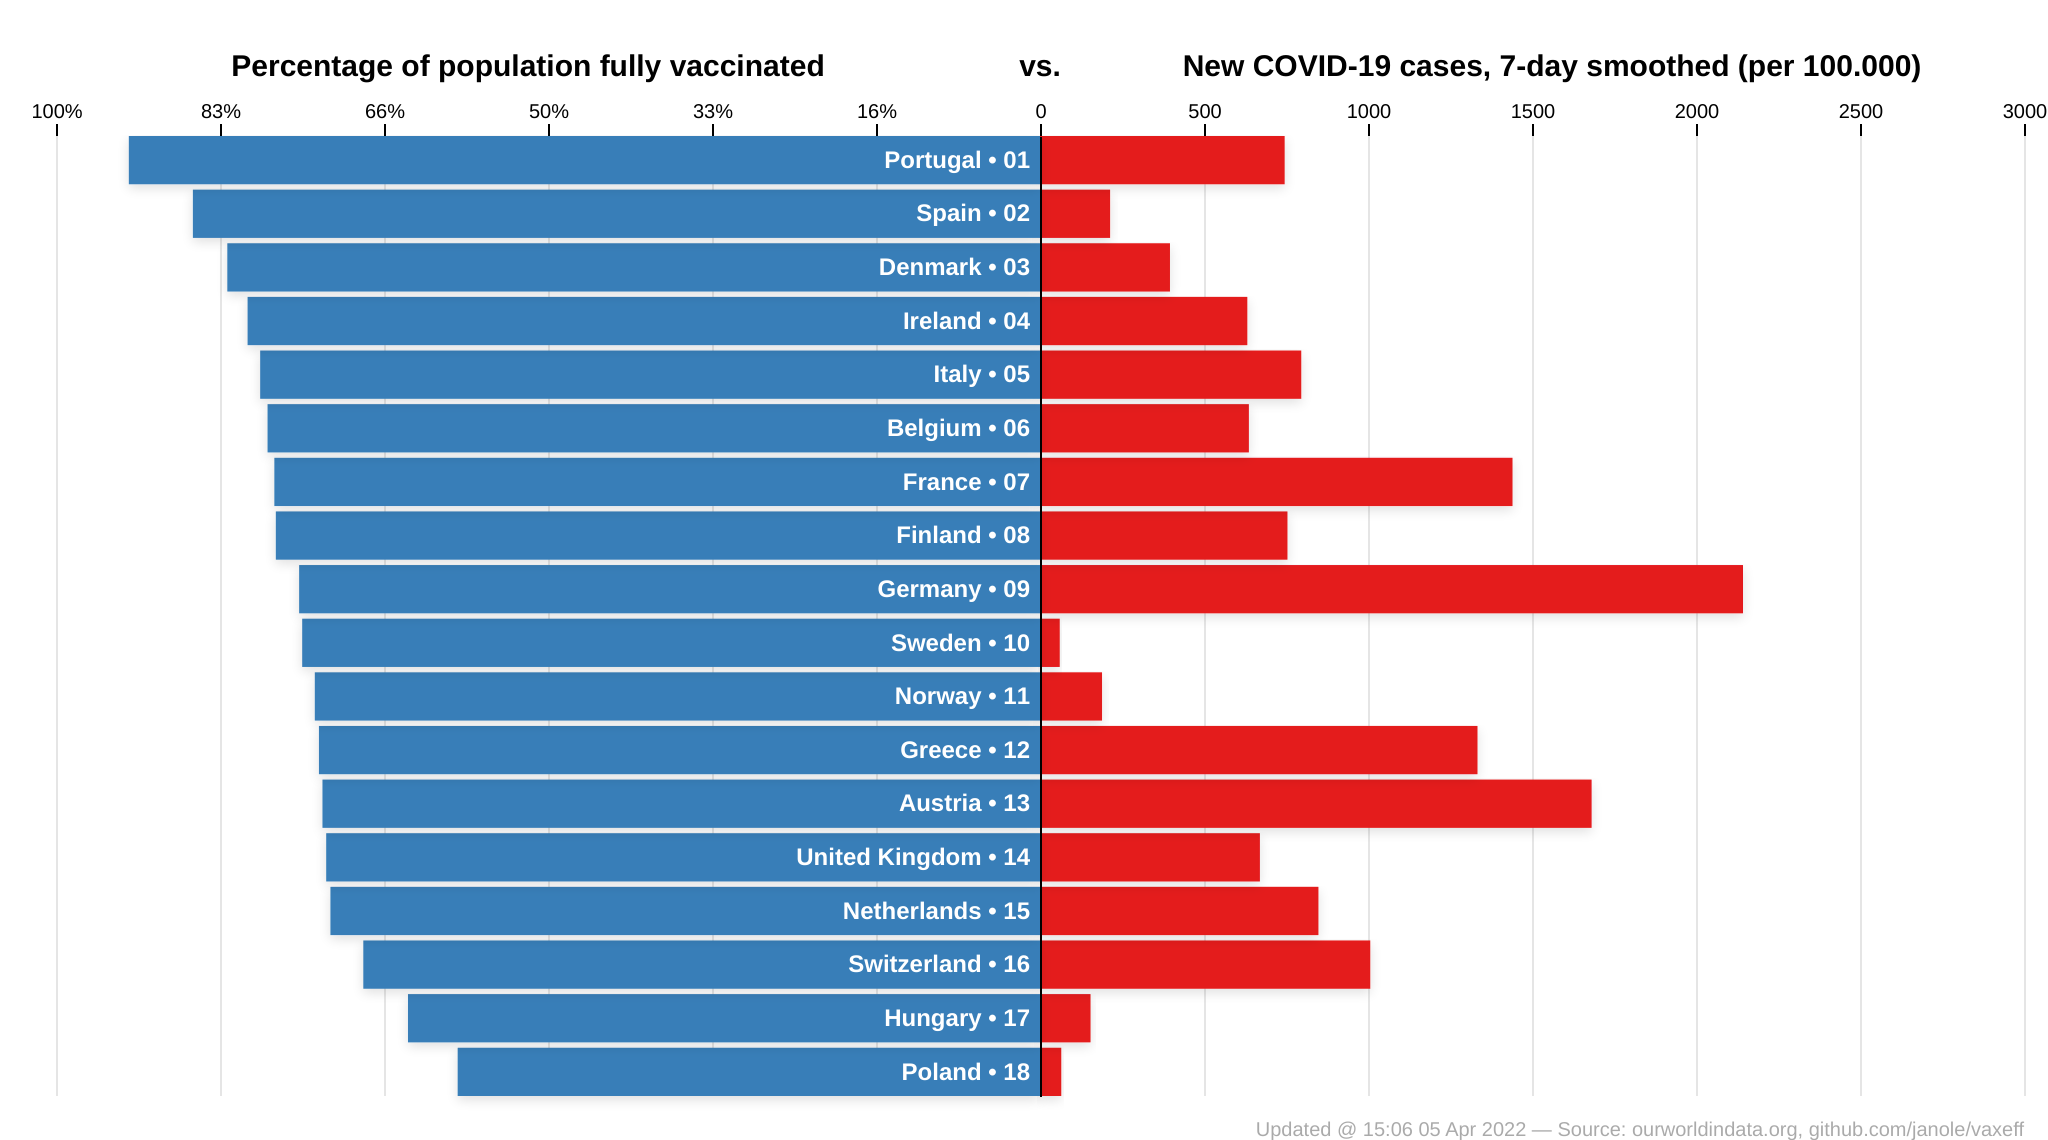 Percentage of population fully vaccinated vs. New COVID-19 cases, 7-day smoothed (per 100.000)
100% 83% 66% 50% 33% 16% 0 500 1000 1500 2000 2500 3000
Portugal • 01
Spain • 02
Denmark • 03
Ireland • 04
Italy • 05
Belgium • 06
France • 07
Finland • 08
Germany • 09
Sweden • 10
Norway • 11
Greece • 12
Austria • 13
United Kingdom • 14
Netherlands • 15
Switzerland • 16
Hungary • 17
Poland • 18
Updated @ 15:06 05 Apr 2022 — Source: ourworldindata.org, github.com/janole/vaxeff